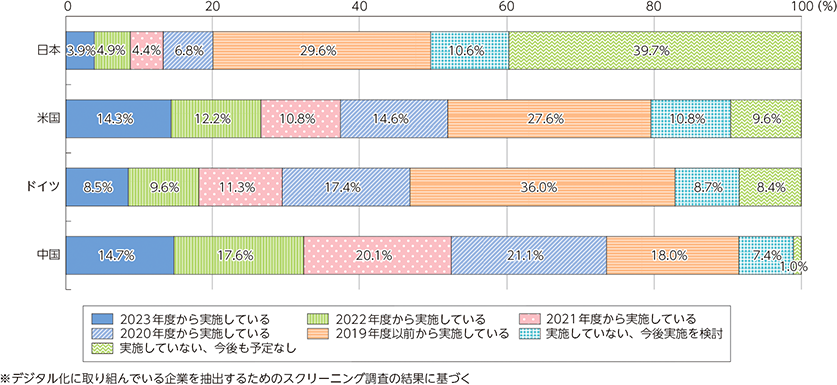 0 20 40 60 80 100 (%)
日本 3.9% 4.9% 4.4% 6.8% 29.6% 10.6% 39.7%
米国 14.3% 12.2% 10.8% 14.6% 27.6% 10.8% 9.6%
ドイツ 8.5% 9.6% 11.3% 17.4% 36.0% 8.7% 8.4%
中国 14.7% 17.6% 20.1% 21.1% 18.0% 7.4% 1.0%
2023年度から実施している 2022年度から実施している 2021年度から実施している
2020年度から実施している 2019年度以前から実施している 実施していない、今後実施を検討
実施していない、今後も予定なし
※デジタル化に取り組んでいる企業を抽出するためのスクリーニング調査の結果に基づく